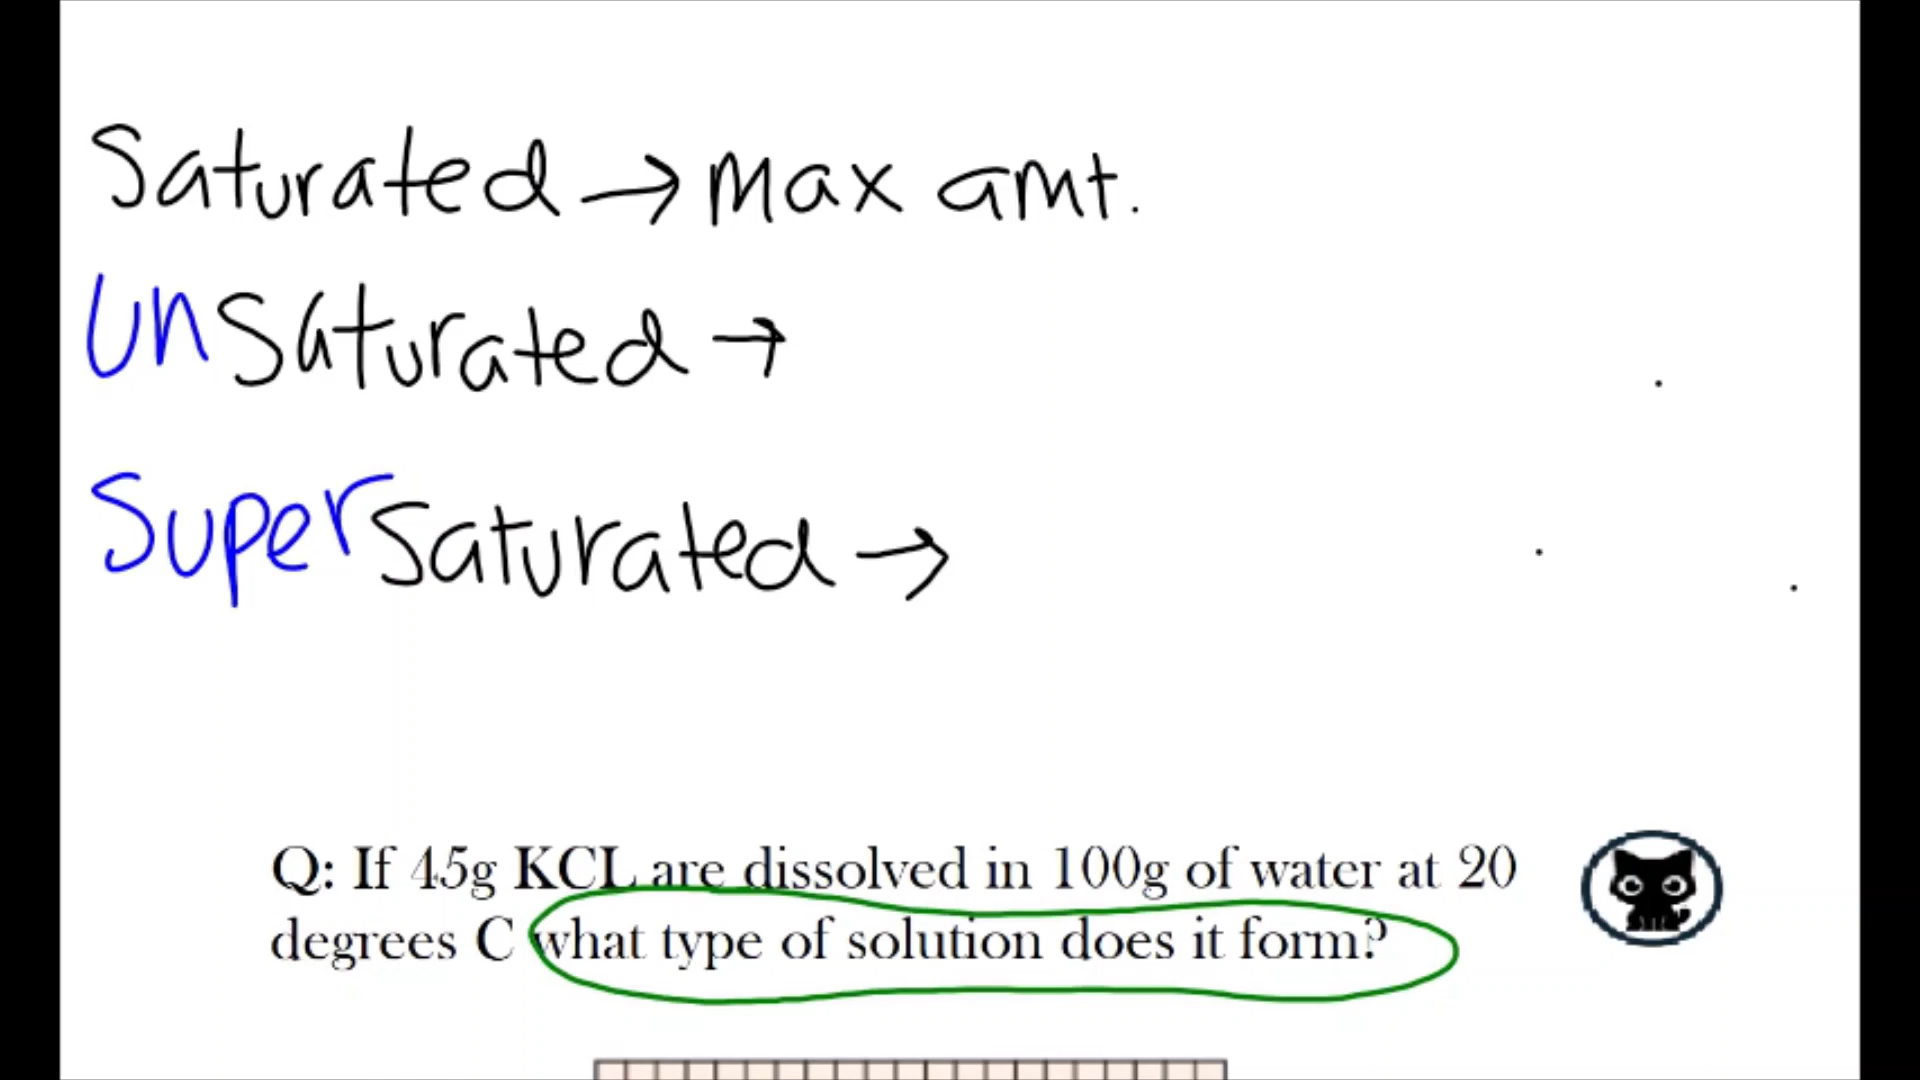 Saturated → max amt.
Unsaturated →
Supersaturated →
Q: If 45g KCL are dissolved in 100g of water at 20
degrees C what type of solution does it form?